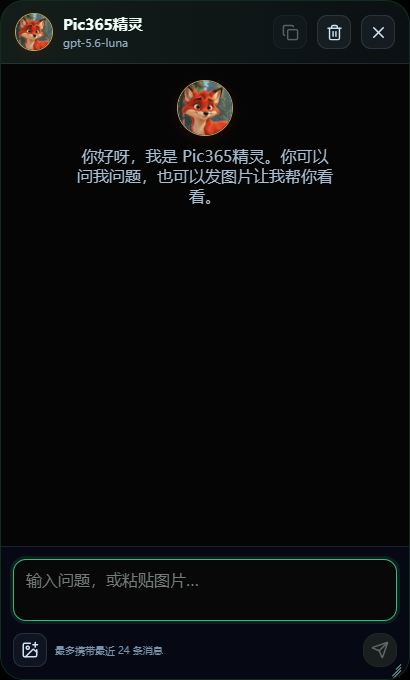 Pic365精灵
gpt-5.6-luna
你好呀，我是 Pic365精灵。你可以
问我问题，也可以发图片让我帮你看
看。
输入问题，或粘贴图片...
最多携带最近 24 条消息